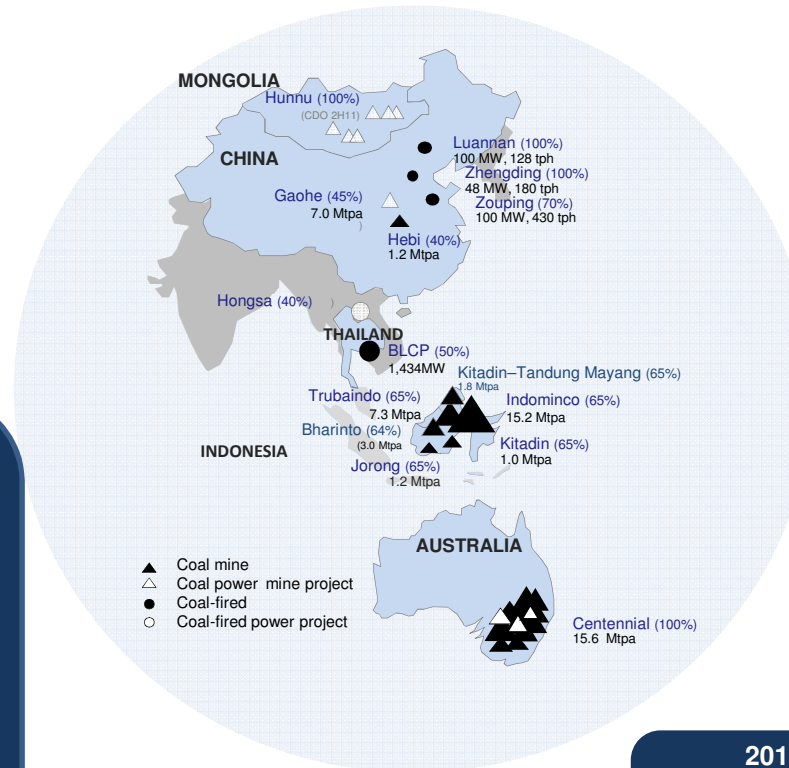 MONGOLIA
Hunnu (100%)
(CDO 2H11)
CHINA
Luannan (100%)
100 MW, 128 tph
Zhengding (100%)
48 MW, 180 tph
Zouping (70%)
100 MW, 430 tph
Gaohe (45%)
7.0 Mtpa
)
Hebi (40%)
1.2 Mtpa
Hongsa (40%)
)
THAILAND
BLCP (50%)
1,434MW
Kitadin–Tandung Mayang (65%)
1.8 Mtpa
Trubaindo (65%)
7.3 Mtpa
Indominco (65%)
15.2 Mtpa
Bharinto (64%)
(3.0 Mtpa
INDONESIA
Kitadin (65%)
1.0 Mtpa
Jorong (65%)
1.2 Mtpa
AUSTRALIA
Coal mine
Coal power mine project
Coal-fired
Coal-fired power project
Centennial (100%)
15.6 Mtpa
201